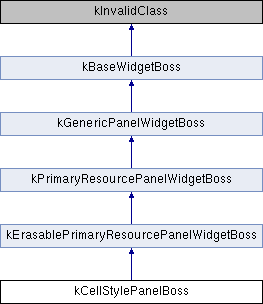 kInvalidClass
kBaseWidgetBoss
kGenericPanelWidgetBoss
kPrimaryResourcePanelWidgetBoss
kErasablePrimaryResourcePanelWidgetBoss
kCellStylePanelBoss